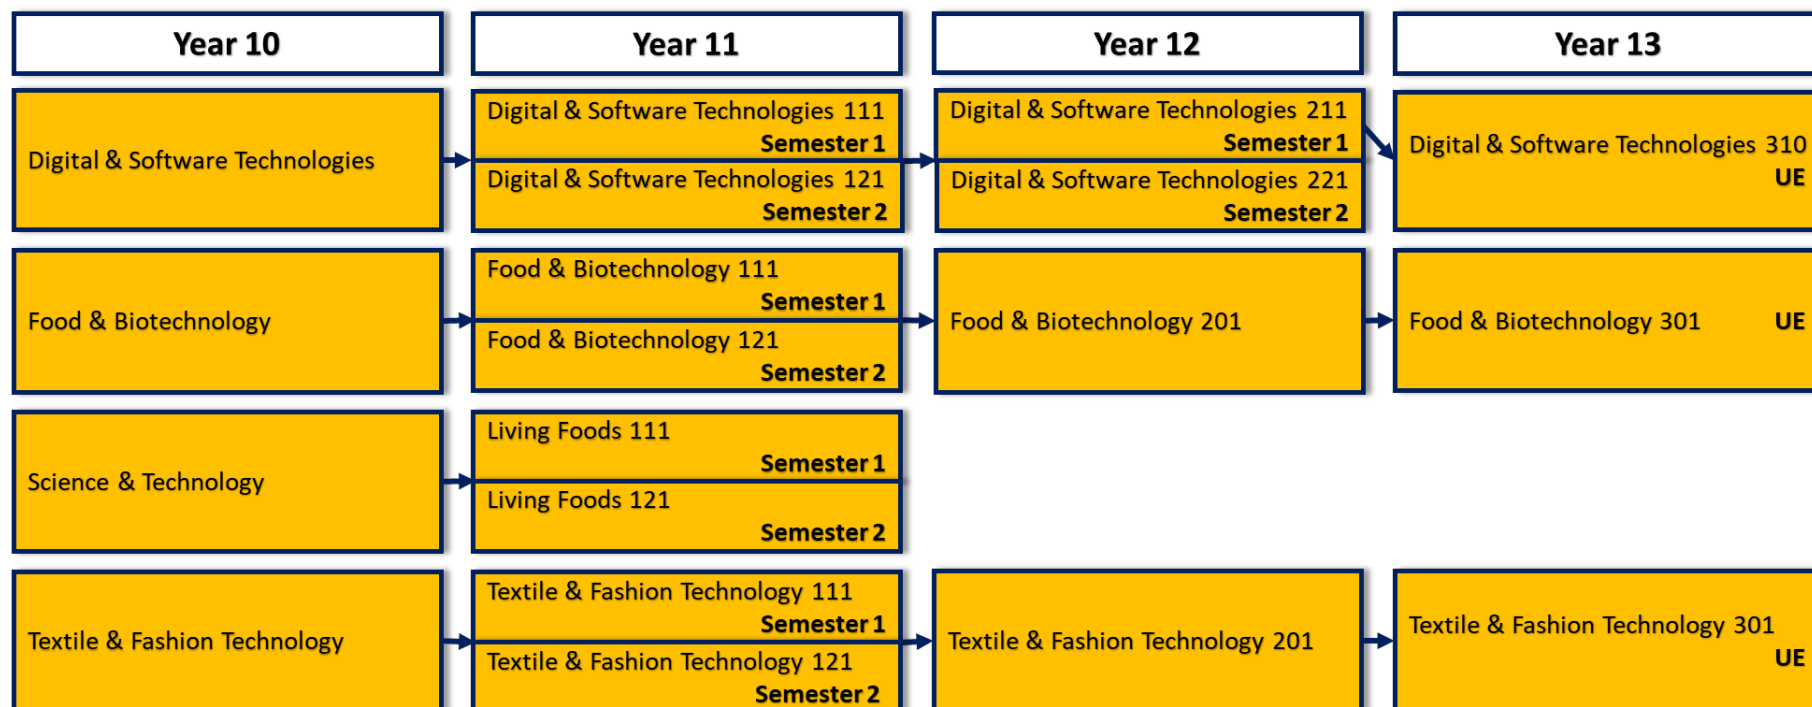 Year 10
Year 11
Year 12
Year 13
Digital & Software Technologies
Digital & Software Technologies 111
Semester 1
Digital & Software Technologies 121
Semester 2
Digital & Software Technologies 211
Semester 1
Digital & Software Technologies 221
Semester 2
Digital & Software Technologies 310
UE
Food & Biotechnology
Food & Biotechnology 111
Semester 1
Food & Biotechnology 121
Semester 2
Food & Biotechnology 201
Food & Biotechnology 301 UE
Science & Technology
Living Foods 111
Semester 1
Living Foods 121
Semester 2
Textile & Fashion Technology
Textile & Fashion Technology 111
Semester 1
Textile & Fashion Technology 121
Semester 2
Textile & Fashion Technology 201
Textile & Fashion Technology 301
UE